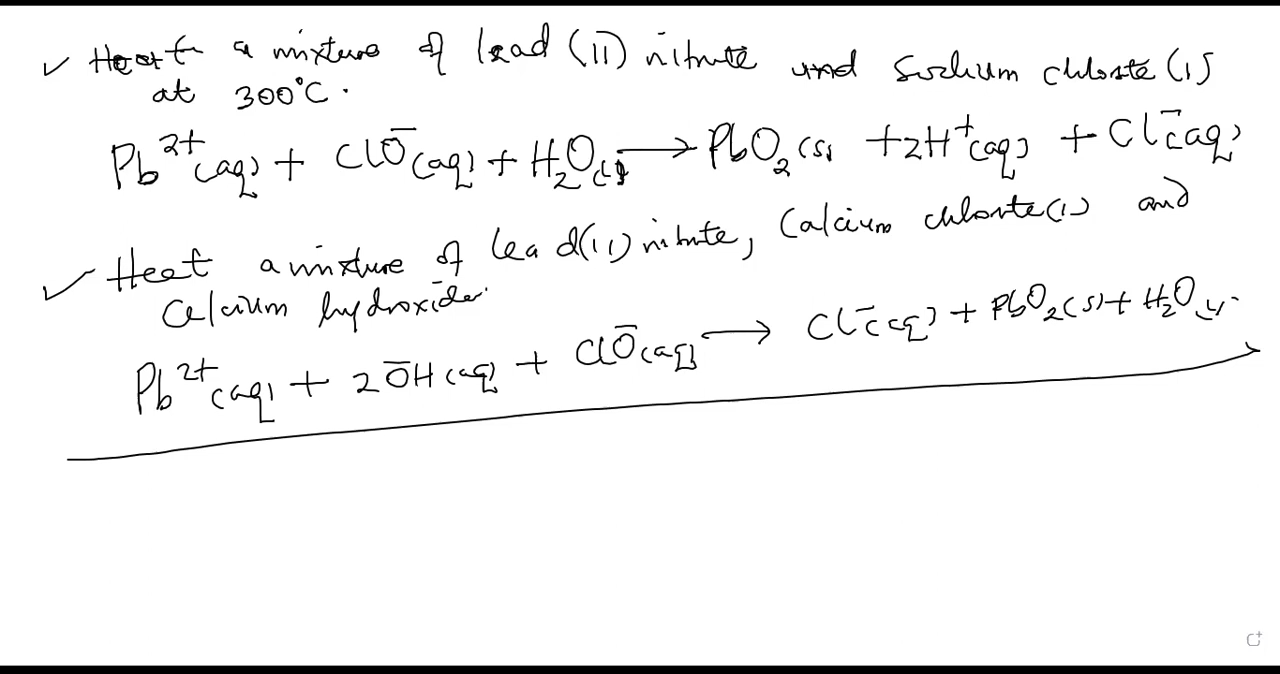 ✓ Heat a mixture of lead (II) nitrate and Sodium chlorate (I)
at 300°C.
Pb²⁺(aq) + ClO⁻(aq) + H₂O(l) → PbO₂(s) + 2H⁺(aq) + Cl⁻(aq)
✓ Heat a mixture of lead(II) nitrate, Calcium chlorate(I) and
Calcium hydroxide.
Pb²⁺(aq) + 2OH⁻(aq) + ClO⁻(aq) → Cl⁻(aq) + PbO₂(s) + H₂O(l).